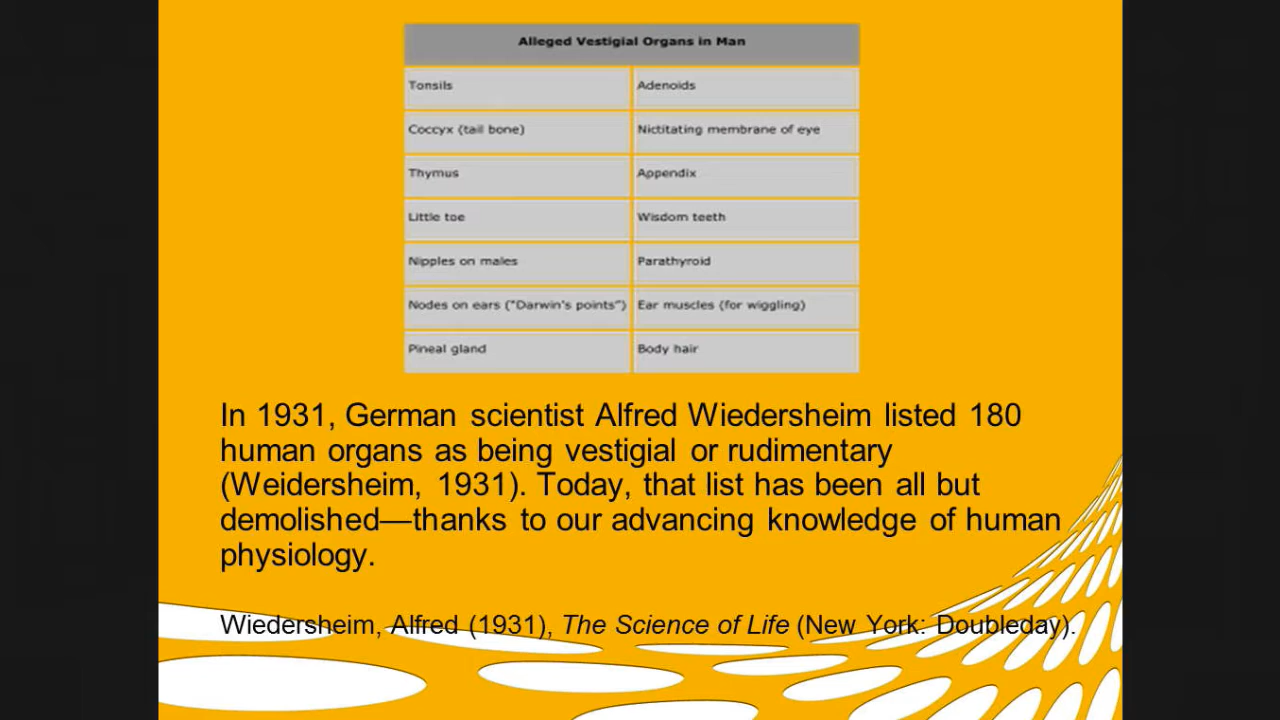 Alleged Vestigial Organs in Man
Tonsils Adenoids
Coccyx (tail bone) Nictitating membrane of eye
Thymus Appendix
Little toe Wisdom teeth
Nipples on males Parathyroid
Nodes on ears ("Darwin's points") Ear muscles (for wiggling)
Pineal gland Body hair
In 1931, German scientist Alfred Wiedersheim listed 180
human organs as being vestigial or rudimentary
(Weidersheim, 1931). Today, that list has been all but
demolished—thanks to our advancing knowledge of human
physiology.
Wiedersheim, Alfred (1931), The Science of Life (New York: Doubleday).